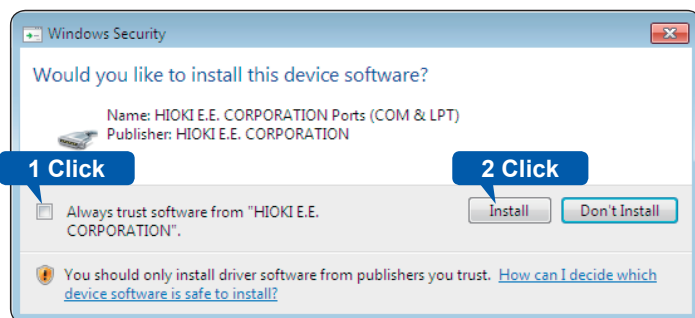 Windows Security
Would you like to install this device software?
Name: HIOKI E.E. CORPORATION Ports (COM & LPT)
Publisher: HIOKI E.E. CORPORATION
1 Click
2 Click
Always trust software from "HIOKI E.E.
CORPORATION".
Install
Don't Install
You should only install driver software from publishers you trust. How can I decide which
device software is safe to install?